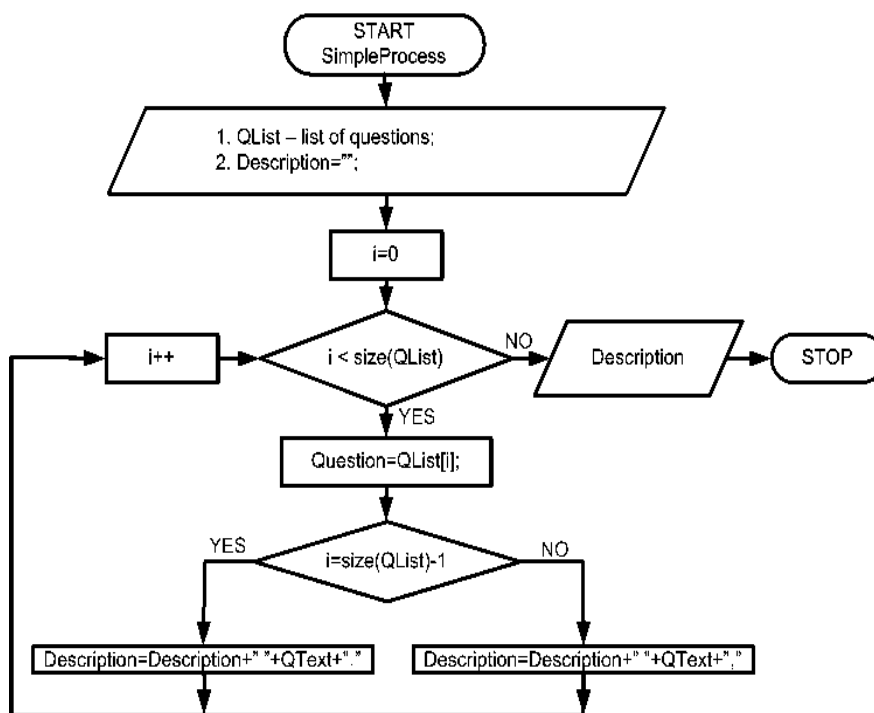 START
SimpleProcess
1. QList – list of questions;
2. Description="";
i=0
i++
i < size(QList)
NO
Description
STOP
YES
Question=QList[i];
YES
i=size(QList)-1
NO
Description=Description+" "+QText+"."
Description=Description+" "+QText+","